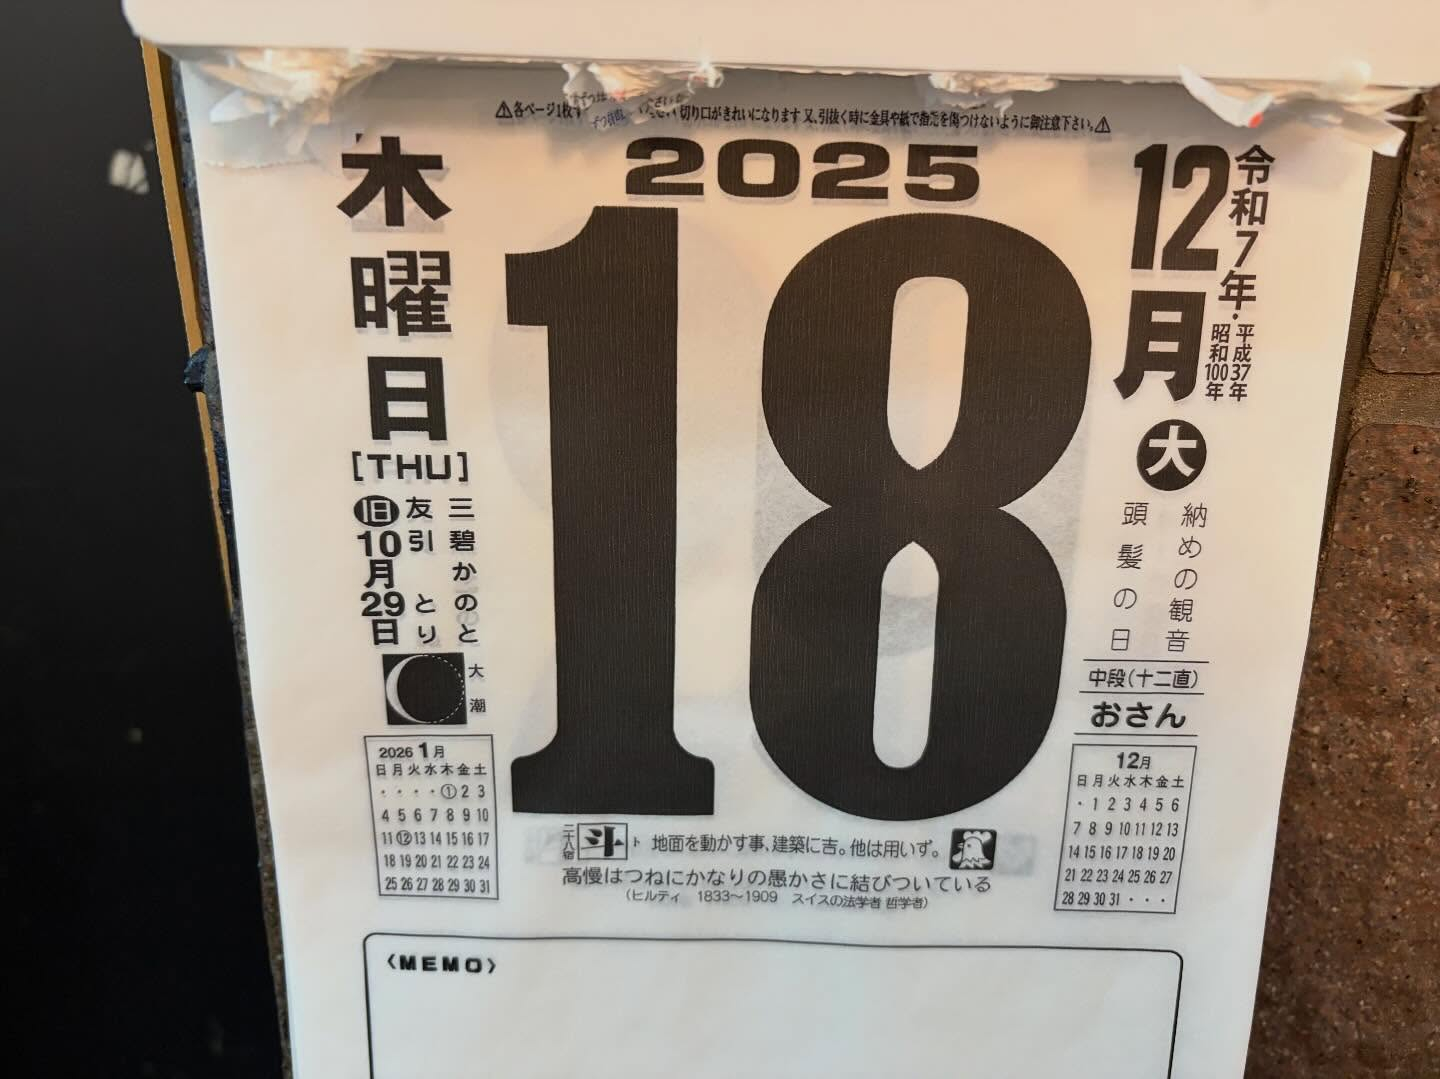 切り口がきれいになります又、引抜く時に金具や紙で指などを傷つけないように御注意下さい。
2025
18
木曜日
[THU]
三碧かのと
友引 とり
旧10月29日
大潮
12月
令和7年・平成37年
昭和100年
大
納めの観音
頭髪の日
中段(十二直)
おさん
2026 1月
日月火水木金土
・・・・①2 3
4 5 6 7 8 9 10
11 ⑫ 13 14 15 16 17
18 19 20 21 22 23 24
25 26 27 28 29 30 31
12月
日月火水木金土
・1 2 3 4 5 6
7 8 9 10 11 12 13
14 15 16 17 18 19 20
21 22 23 24 25 26 27
28 29 30 31 ・・・
二十八宿 斗 ト 地面を動かす事、建築に吉。他は用いず。
高慢はつねにかなりの愚かさに結びついている
(ヒルティ 1833〜1909 スイスの法学者 哲学者)
〈MEMO〉